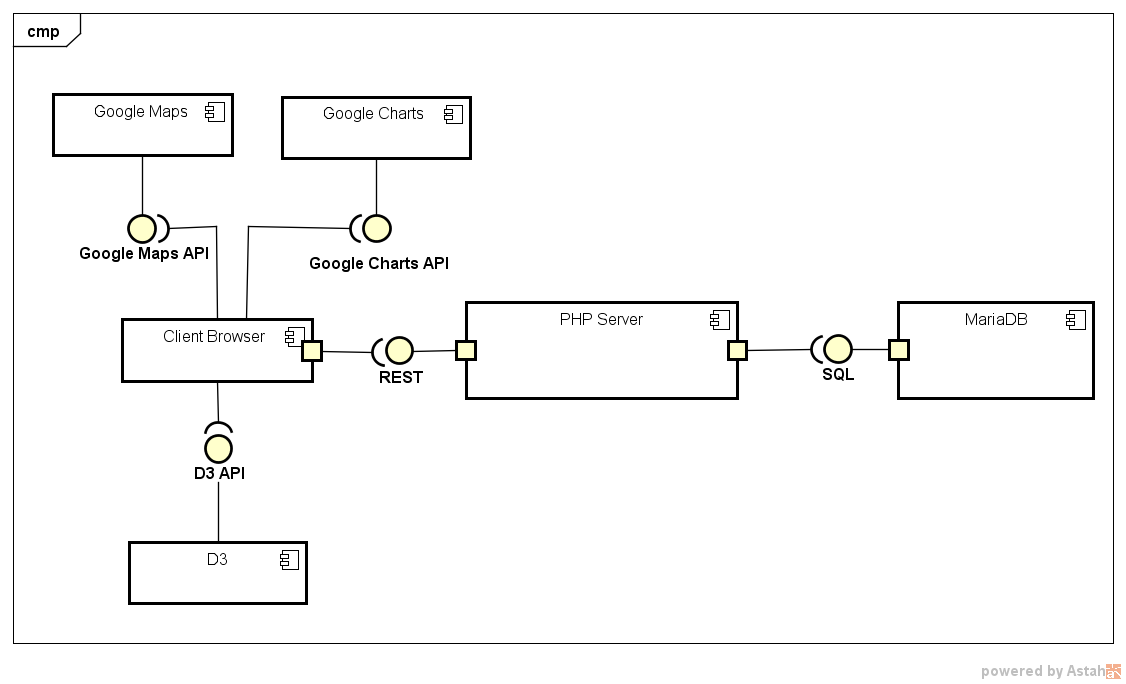 cmp
Google Maps
Google Charts
Google Maps API
Google Charts API
Client Browser
PHP Server
MariaDB
REST
SQL
D3 API
D3
powered by Astah